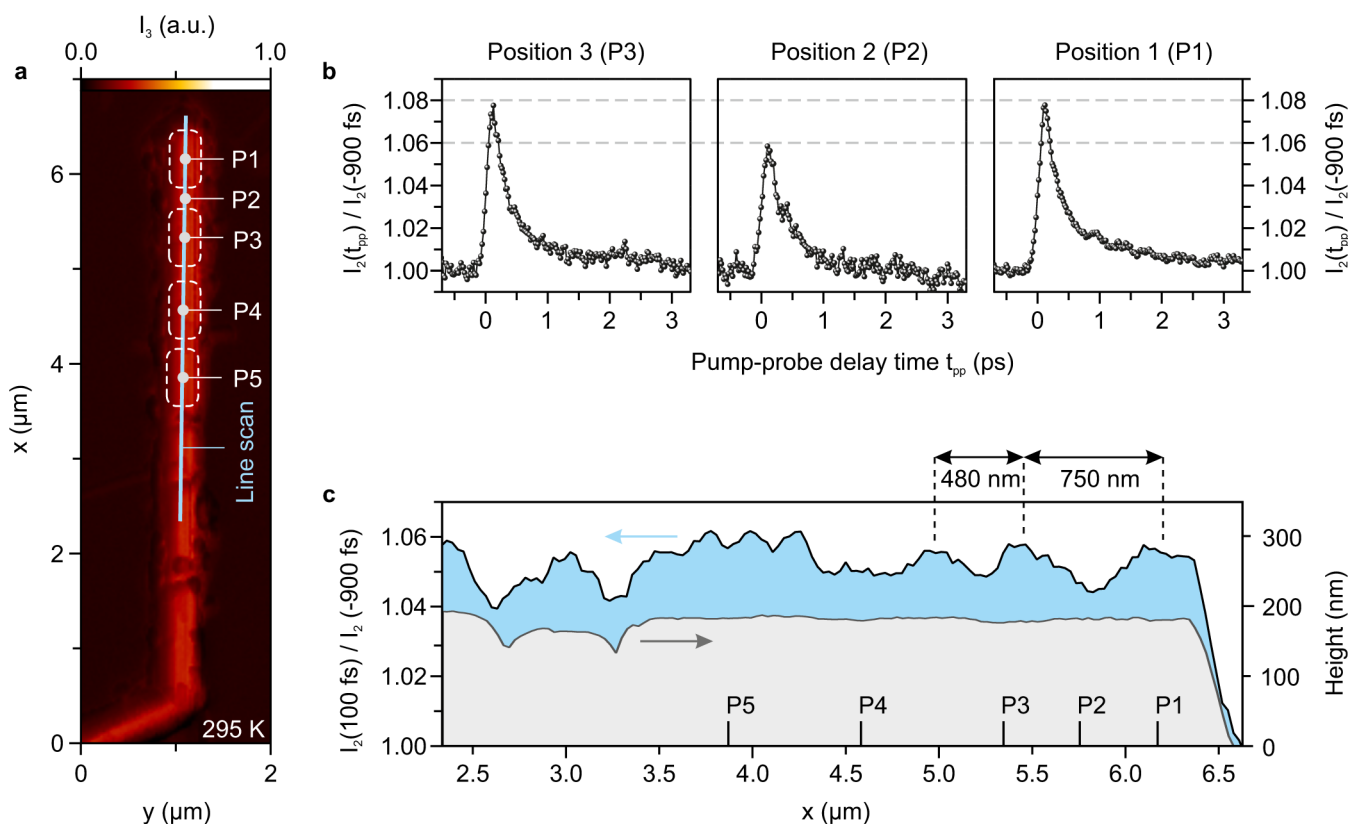 I₃ (a.u.)
0.0 1.0
a
6
4
2
0
x (µm)
P1
P2
P3
P4
P5
Line scan
295 K
0 2
y (µm)
b
Position 3 (P3) Position 2 (P2) Position 1 (P1)
I₂(tₚₚ) / I₂(-900 fs)
1.08
1.06
1.04
1.02
1.00
1.08
1.06
1.04
1.02
1.00
I₂(tₚₚ) / I₂(-900 fs)
0 1 2 3 0 1 2 3 0 1 2 3
Pump-probe delay time tₚₚ (ps)
c
480 nm 750 nm
I₂(100 fs) / I₂ (-900 fs)
1.06
1.04
1.02
1.00
300
200
100
0
Height (nm)
P5 P4 P3 P2 P1
2.5 3.0 3.5 4.0 4.5 5.0 5.5 6.0 6.5
x (µm)